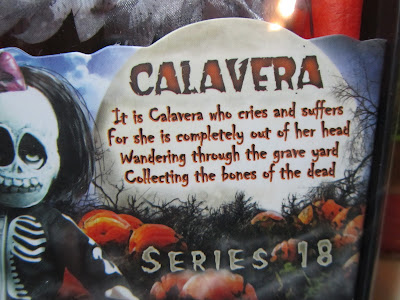 CALAVERA
It is Calavera who cries and suffers
For she is completely out of her head
Wandering through the grave yard
Collecting the bones of the dead
SERIES 18